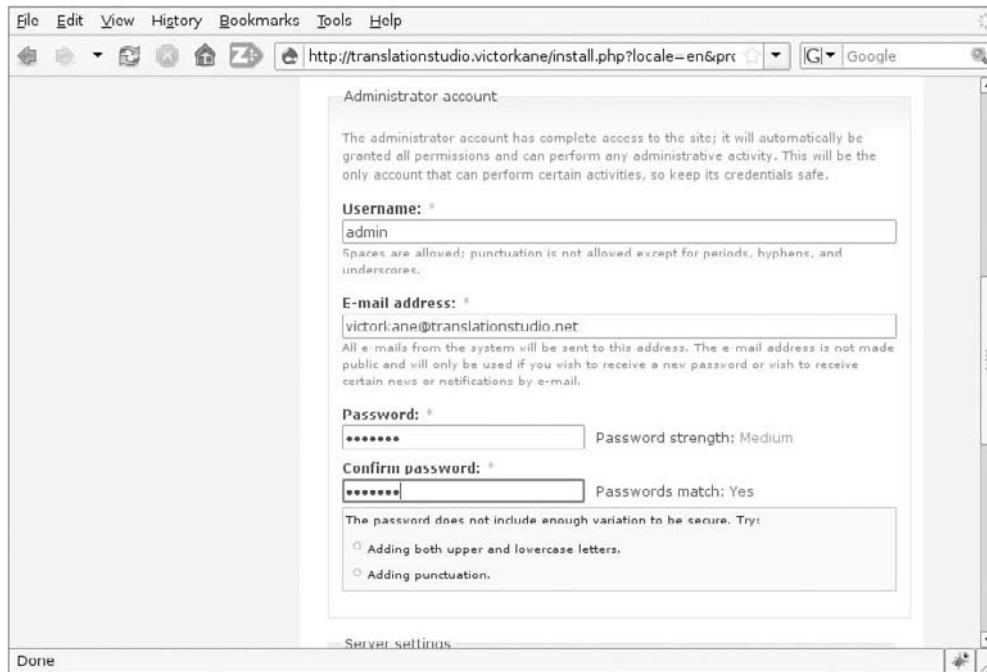 File Edit View History Bookmarks Tools Help
http://translationstudio.victorkane/install.php?locale=en&prc
G Google
Administrator account
The administrator account has complete access to the site; it will automatically be
granted all permissions and can perform any administrative activity. This will be the
only account that can perform certain activities, so keep its credentials safe.
Username: *
admin
Spaces are allowed; punctuation is not allowed except for periods, hyphens, and
underscores.
E-mail address: *
victorkane@translationstudio.net
All e-mails from the system will be sent to this address. The e-mail address is not made
public and will only be used if you wish to receive a new password or wish to receive
certain news or notifications by e-mail.
Password: *
••••••• Password strength: Medium
Confirm password: *
••••••• Passwords match: Yes
The password does not include enough variation to be secure. Try:
Adding both upper and lowercase letters.
Adding punctuation.
Server settings
Done